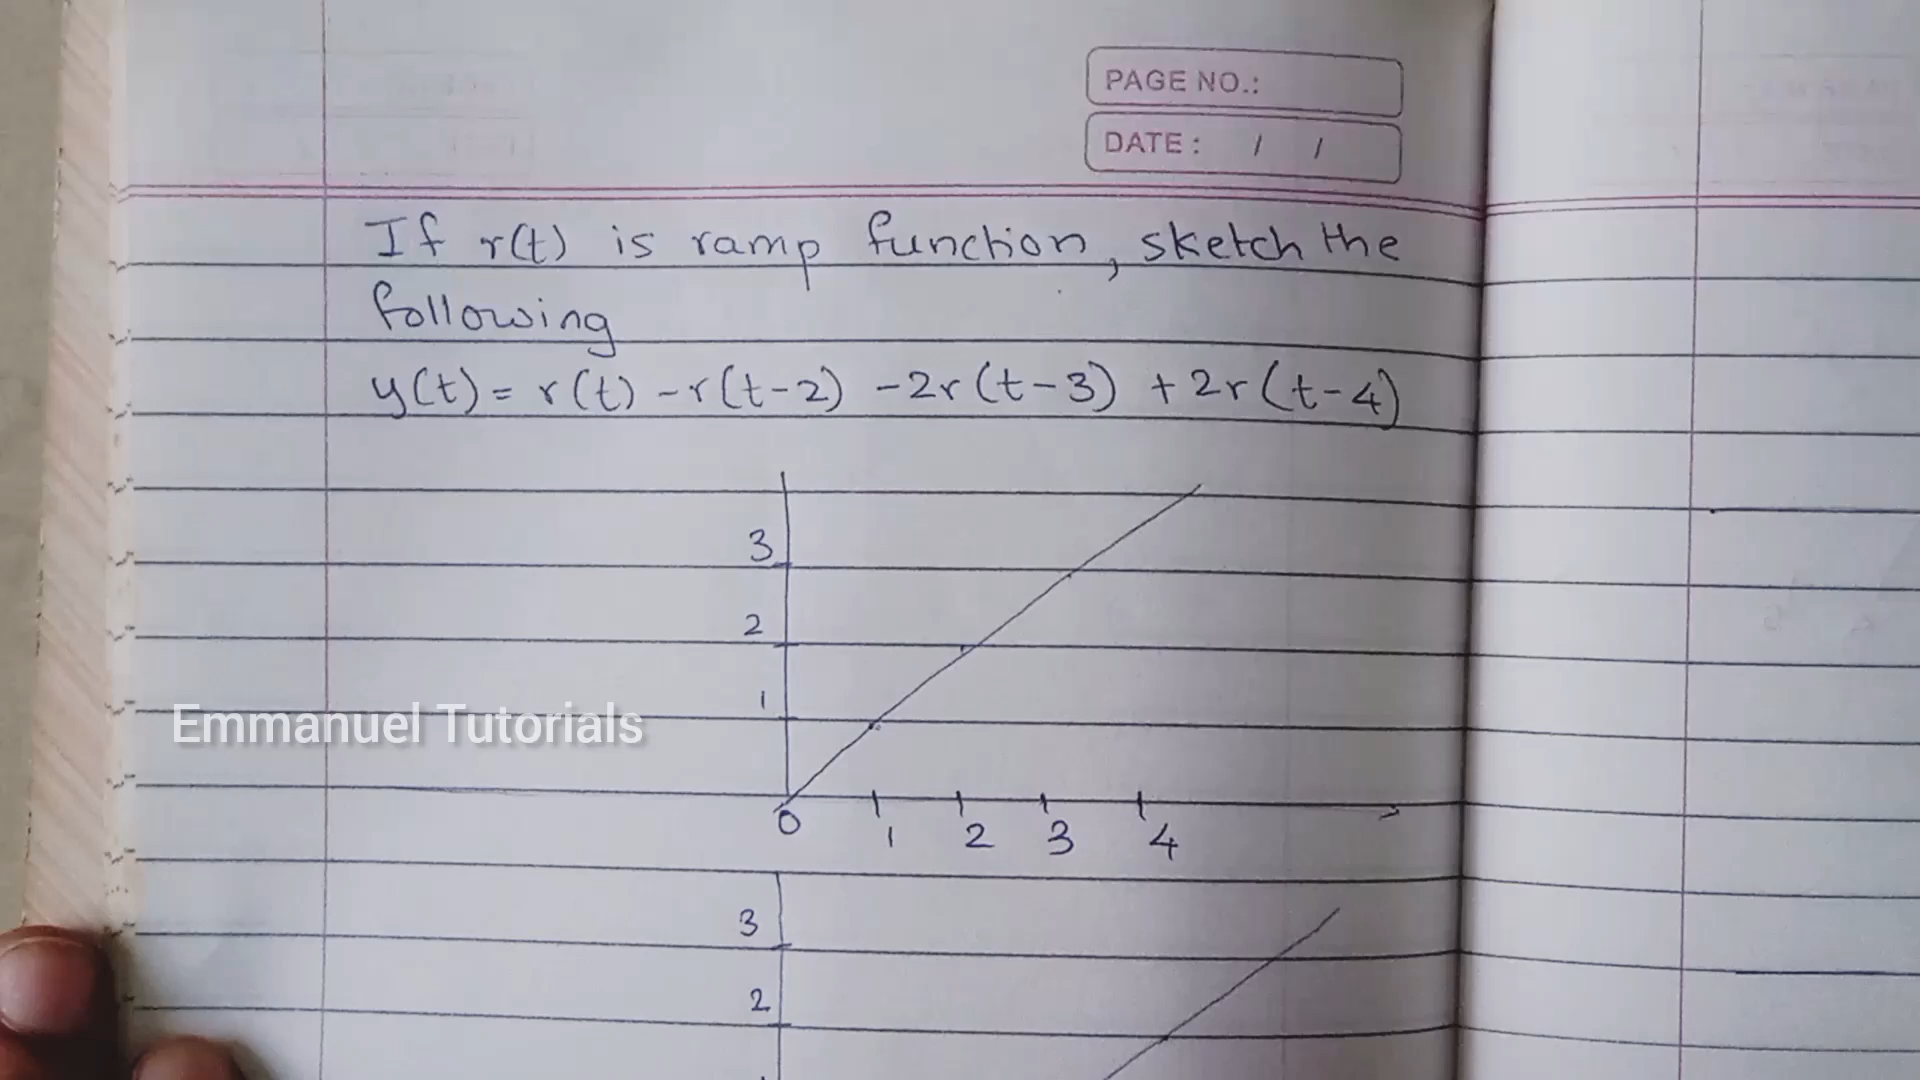 PAGE NO.:
DATE: / /
If r(t) is ramp function, sketch the
following
y(t) = r(t) - r(t-2) - 2r(t-3) + 2r(t-4)
3
2
1
Emmanuel Tutorials
0 1 2 3 4
3
2